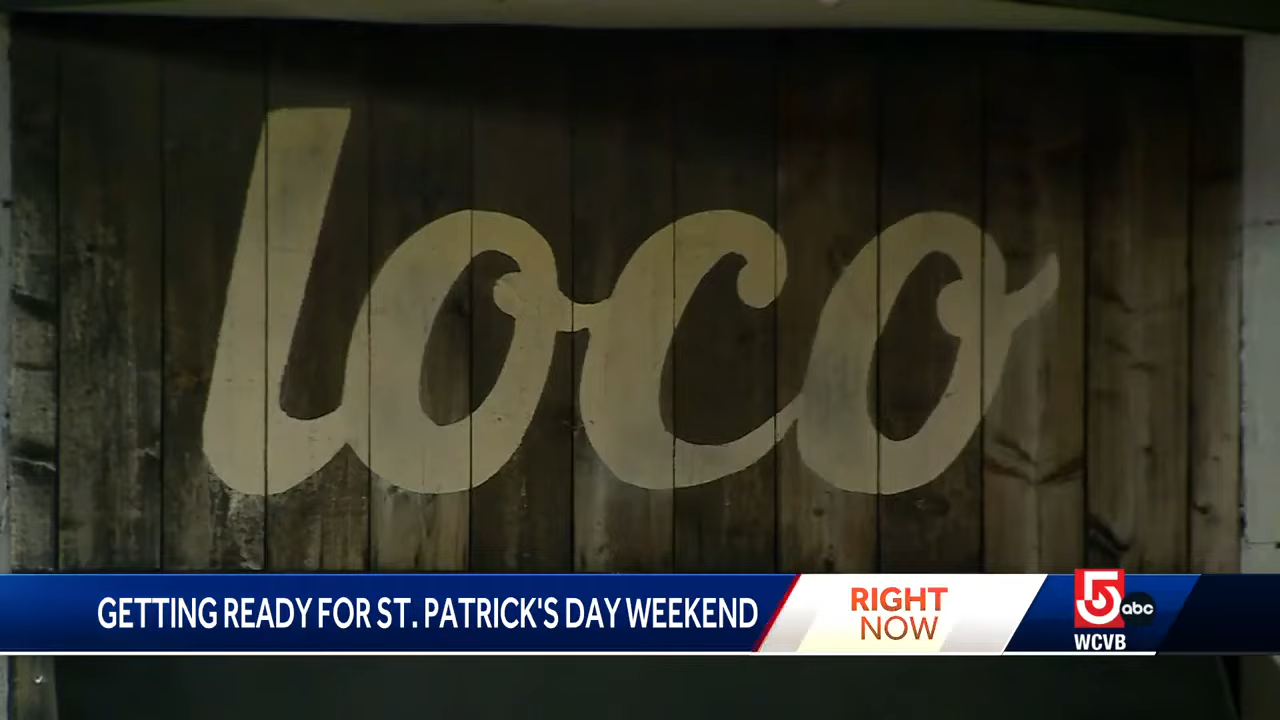 loco
GETTING READY FOR ST. PATRICK'S DAY WEEKEND
RIGHT
NOW
5
abc
WCVB